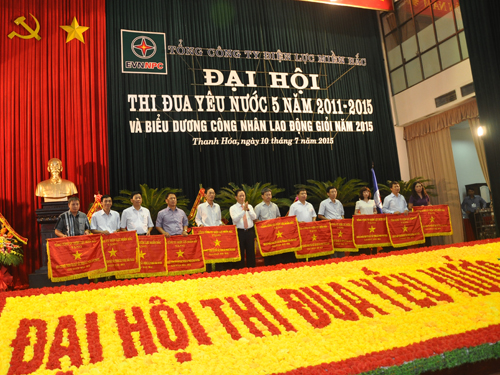 EVNNPC
TỔNG CÔNG TY ĐIỆN LỰC MIỀN BẮC
ĐẠI HỘI
THI ĐUA YÊU NƯỚC 5 NĂM 2011-2015
VÀ BIỂU DƯƠNG CÔNG NHÂN LAO ĐỘNG GIỎI NĂM 2015
Thanh Hóa, ngày 10 tháng 7 năm 2015
ĐẠI HỘI THI ĐUA YÊU NƯỚC